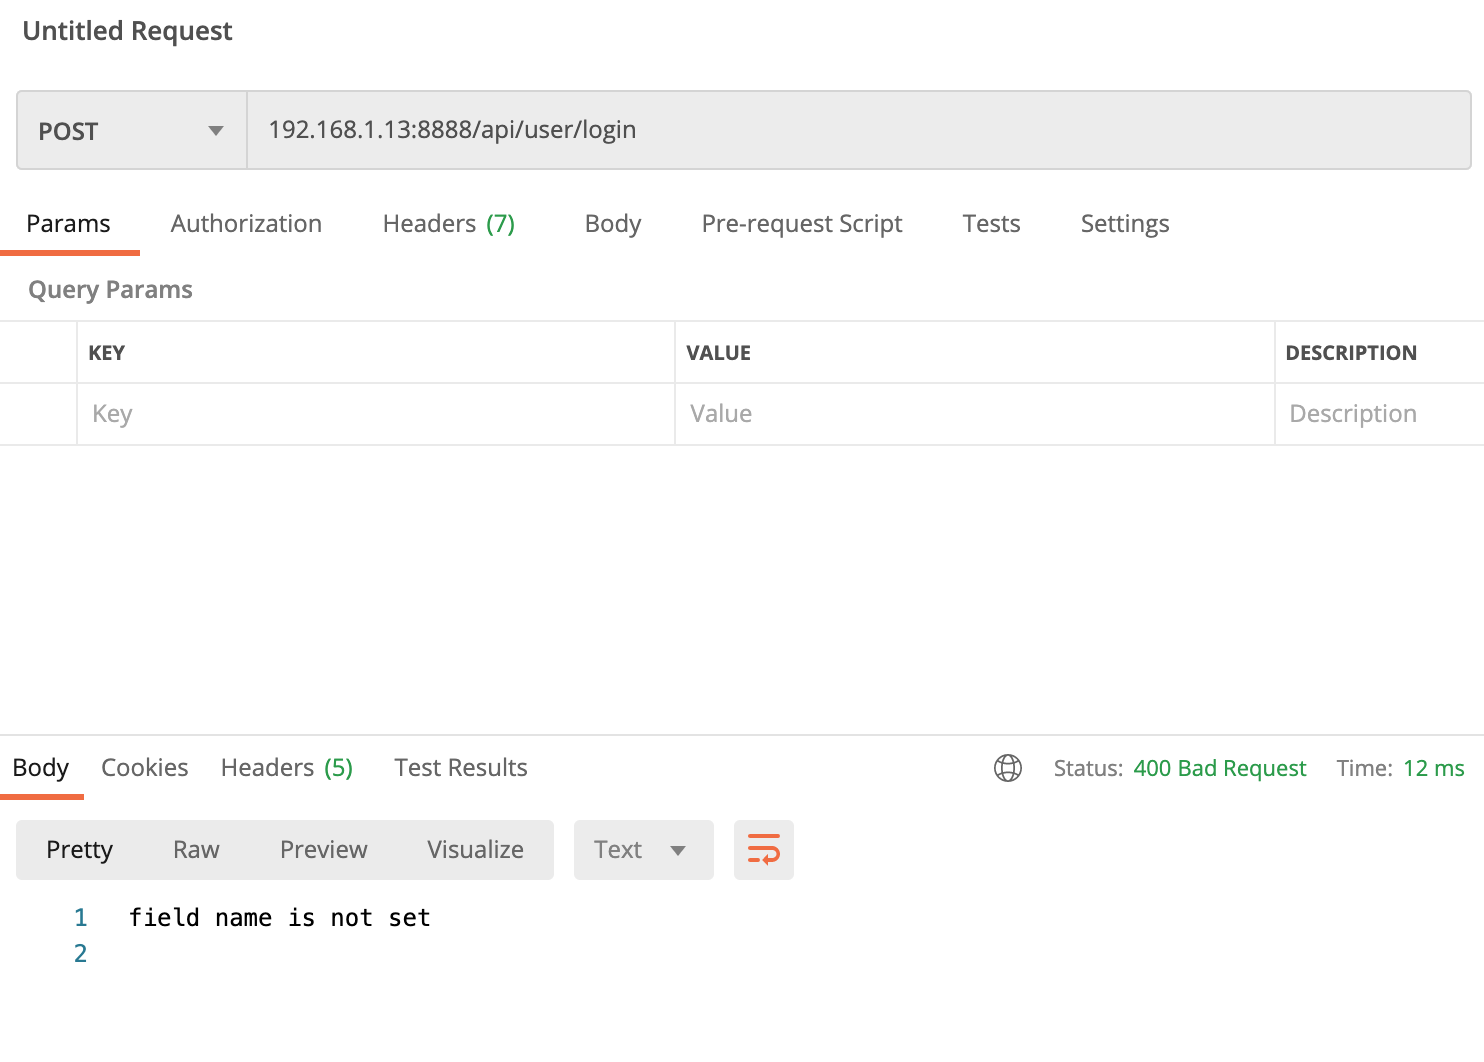 Untitled Request
POST 192.168.1.13:8888/api/user/login
Params Authorization Headers (7) Body Pre-request Script Tests Settings
Query Params
KEY VALUE DESCRIPTION
Key Value Description
Body Cookies Headers (5) Test Results Status: 400 Bad Request Time: 12 ms
Pretty Raw Preview Visualize Text
1 field name is not set
2